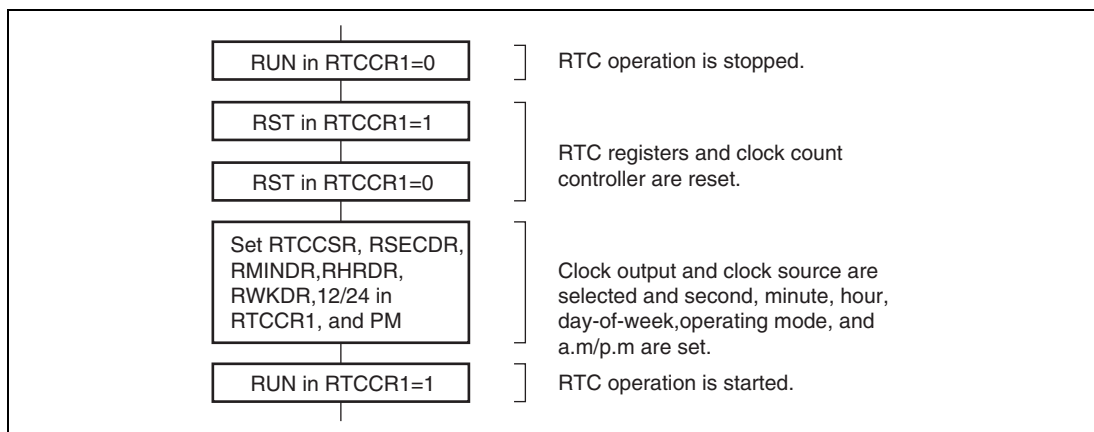 RUN in RTCCR1=0
RTC operation is stopped.
RST in RTCCR1=1
RST in RTCCR1=0
RTC registers and clock count
controller are reset.
Set RTCCSR, RSECDR,
RMINDR,RHRDR,
RWKDR,12/24 in
RTCCR1, and PM
Clock output and clock source are
selected and second, minute, hour,
day-of-week,operating mode, and
a.m/p.m are set.
RUN in RTCCR1=1
RTC operation is started.